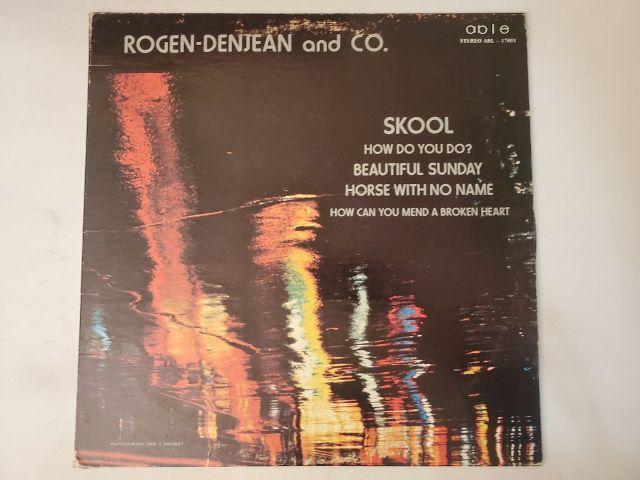 able
STEREO ABL - 17001
ROGEN-DENJEAN and CO.
SKOOL
HOW DO YOU DO?
BEAUTIFUL SUNDAY
HORSE WITH NO NAME
HOW CAN YOU MEND A BROKEN HEART